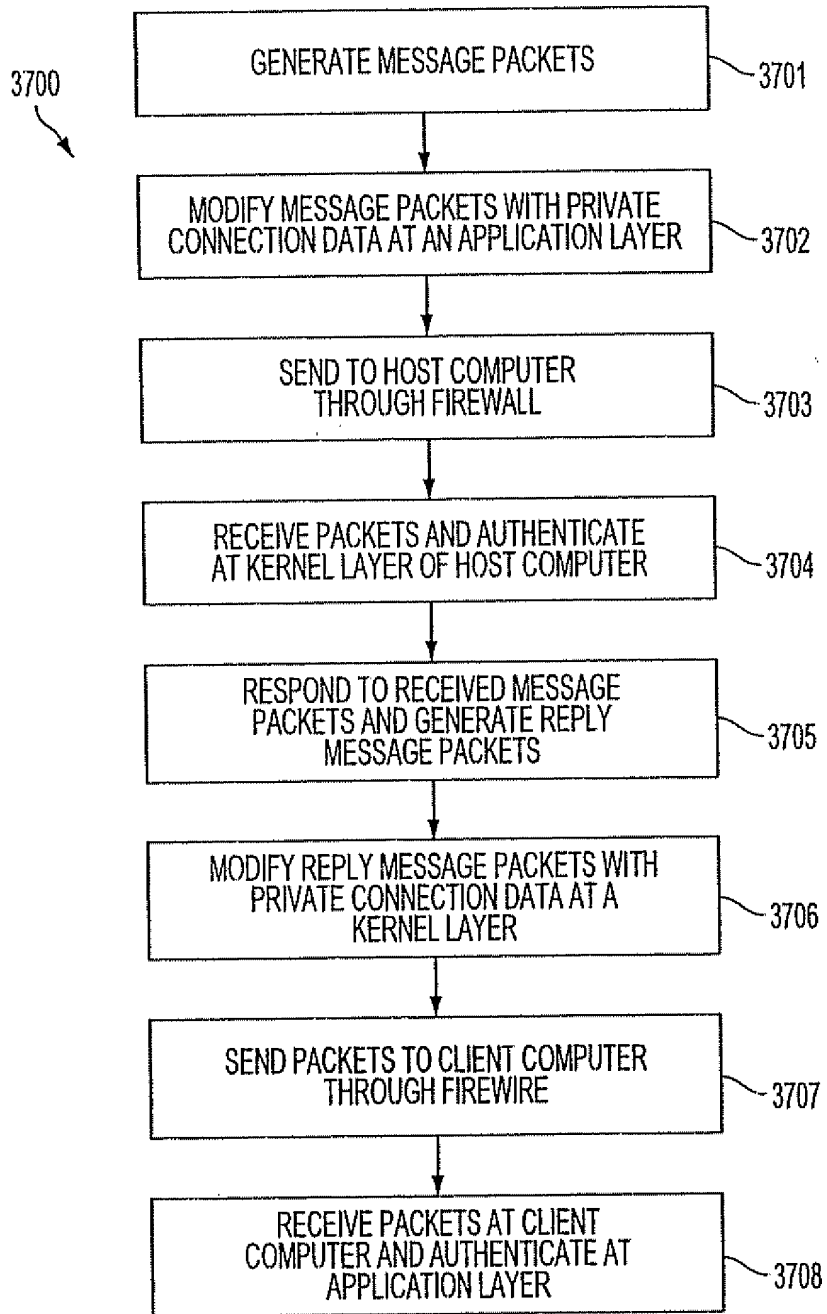 3700
GENERATE MESSAGE PACKETS
3701
MODIFY MESSAGE PACKETS WITH PRIVATE
CONNECTION DATA AT AN APPLICATION LAYER
3702
SEND TO HOST COMPUTER
THROUGH FIREWALL
3703
RECEIVE PACKETS AND AUTHENTICATE
AT KERNEL LAYER OF HOST COMPUTER
3704
RESPOND TO RECEIVED MESSAGE
PACKETS AND GENERATE REPLY
MESSAGE PACKETS
3705
MODIFY REPLY MESSAGE PACKETS WITH
PRIVATE CONNECTION DATA AT A
KERNEL LAYER
3706
SEND PACKETS TO CLIENT COMPUTER
THROUGH FIREWIRE
3707
RECEIVE PACKETS AT CLIENT
COMPUTER AND AUTHENTICATE AT
APPLICATION LAYER
3708